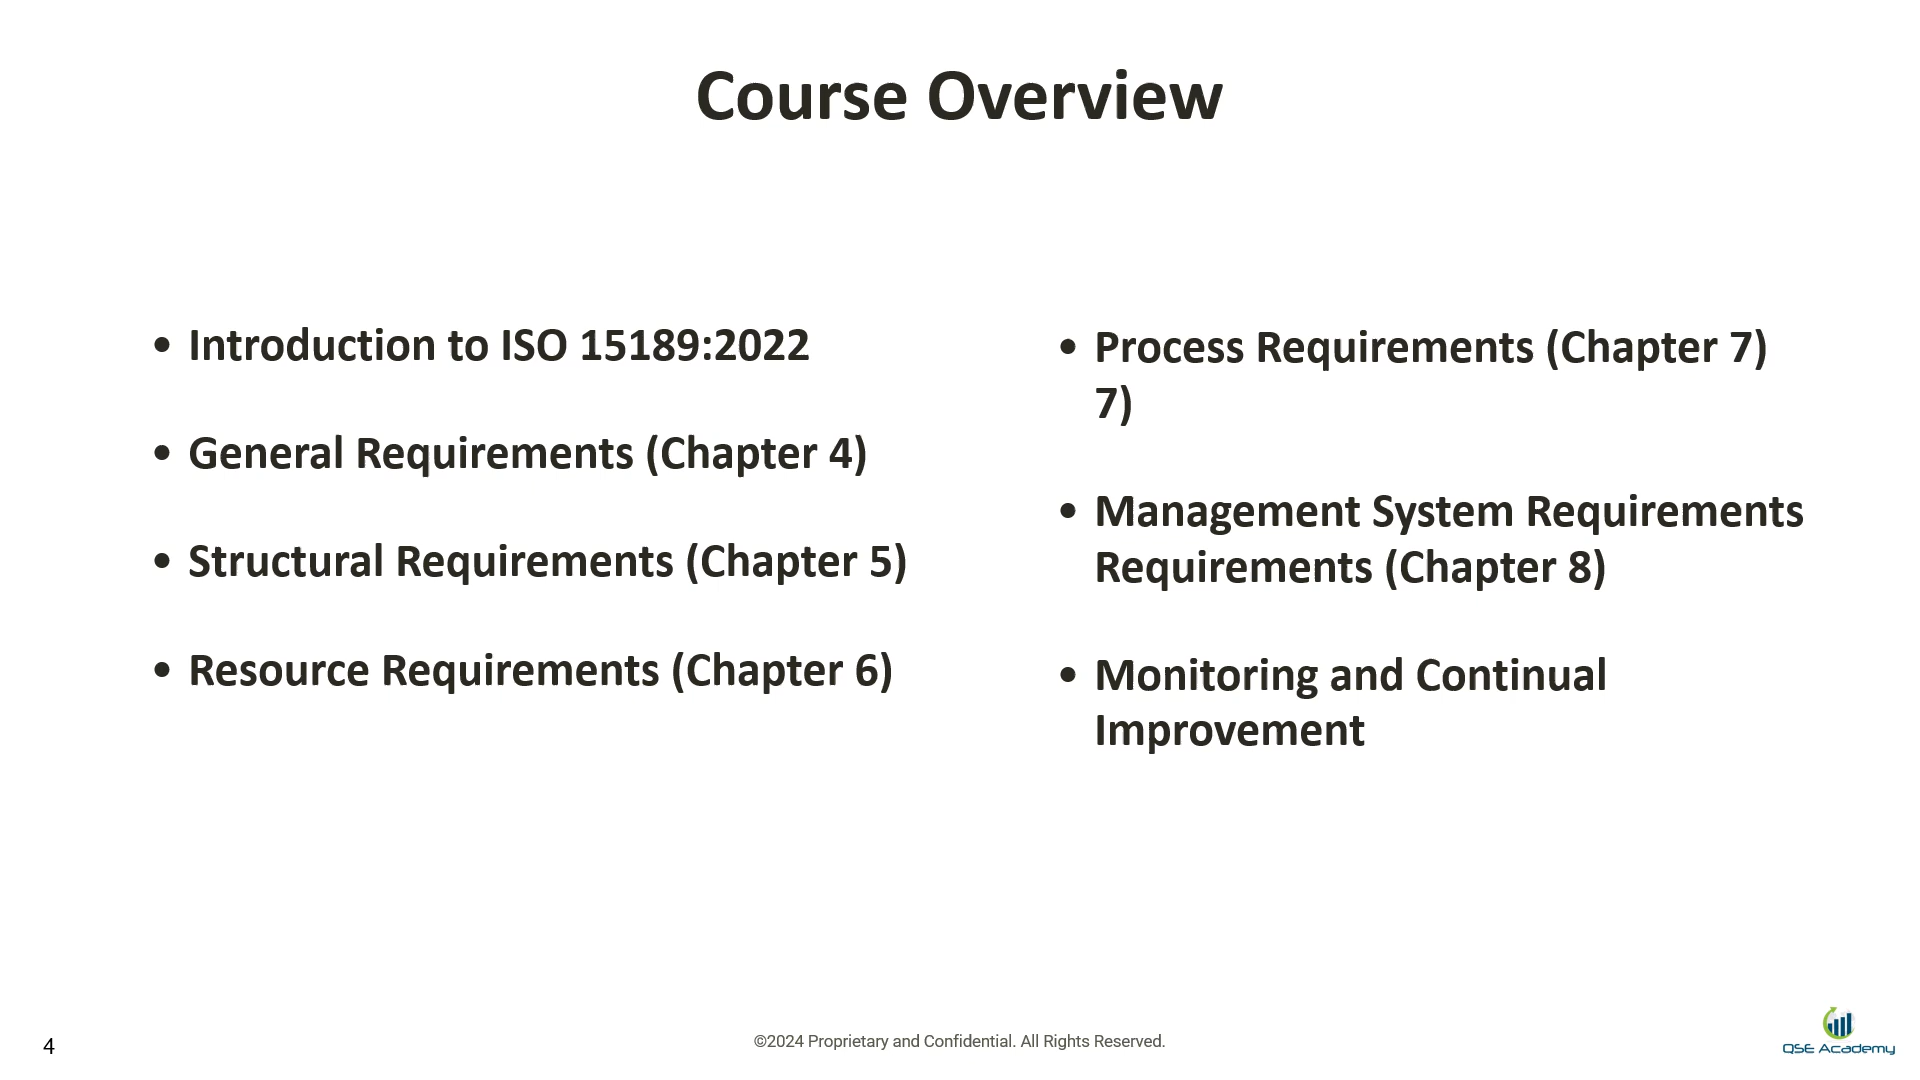 Course Overview
• Introduction to ISO 15189:2022
• General Requirements (Chapter 4)
• Structural Requirements (Chapter 5)
• Resource Requirements (Chapter 6)
• Process Requirements (Chapter 7)
7)
• Management System Requirements
Requirements (Chapter 8)
• Monitoring and Continual
Improvement
4
©2024 Proprietary and Confidential. All Rights Reserved.
QSE Academy